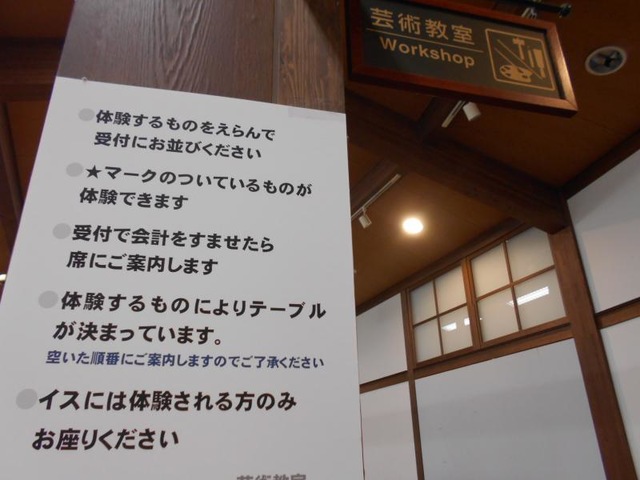 芸術教室
Workshop
体験するものをえらんで
受付にお並びください
★マークのついているものが
体験できます
受付で会計をすませたら
席にご案内します
体験するものによりテーブル
が決まっています。
空いた順番にご案内しますのでご了承ください
イスには体験される方のみ
お座りください
芸術教室